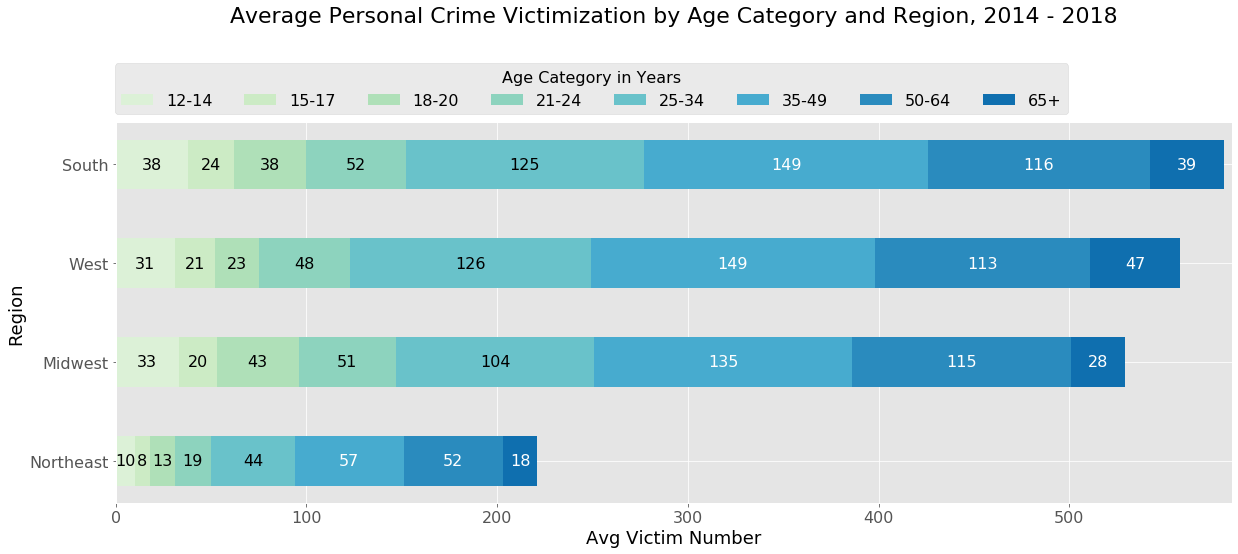 Average Personal Crime Victimization by Age Category and Region, 2014 - 2018
Age Category in Years
12-14 15-17 18-20 21-24 25-34 35-49 50-64 65+
South 38 24 38 52 125 149 116 39
West 31 21 23 48 126 149 113 47
Midwest 33 20 43 51 104 135 115 28
Northeast 10 8 13 19 44 57 52 18
Region
0 100 200 300 400 500
Avg Victim Number